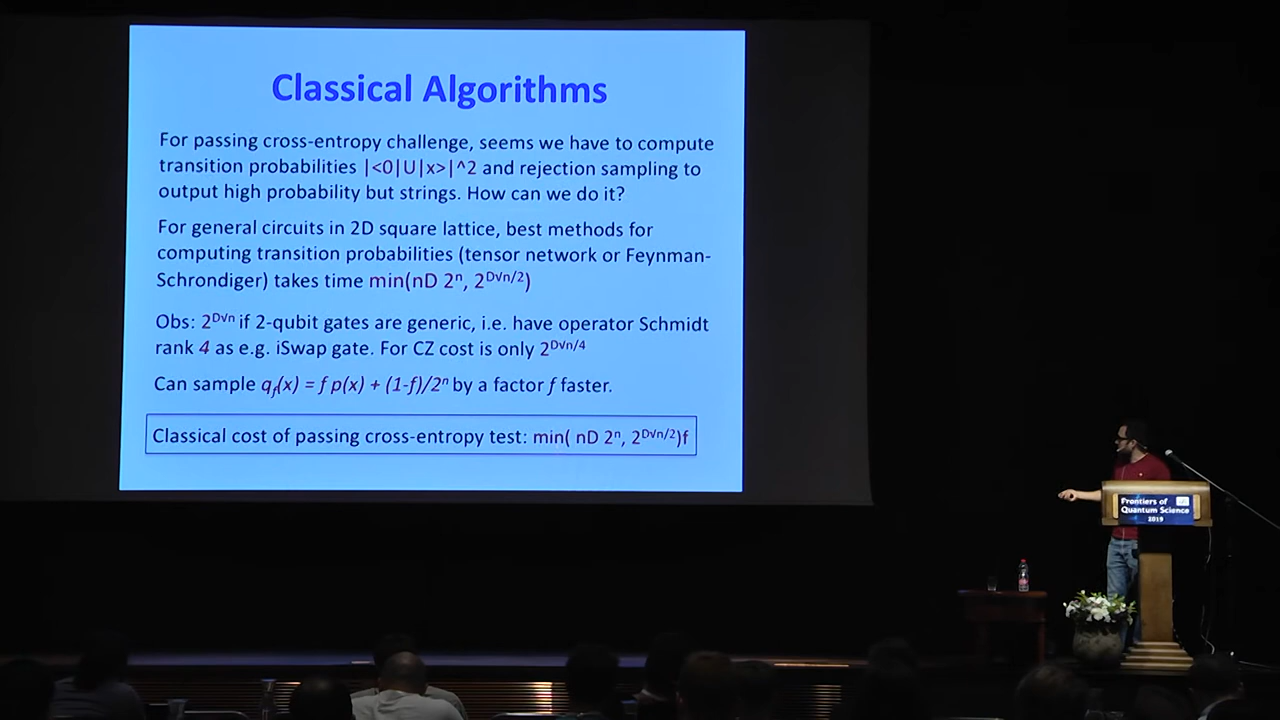 Classical Algorithms
For passing cross-entropy challenge, seems we have to compute
transition probabilities |<0|U|x>|^2 and rejection sampling to
output high probability but strings. How can we do it?
For general circuits in 2D square lattice, best methods for
computing transition probabilities (tensor network or Feynman-
Schrondiger) takes time min(nD 2ⁿ, 2^D√n/2)
Obs: 2^D√n if 2-qubit gates are generic, i.e. have operator Schmidt
rank 4 as e.g. iSwap gate. For CZ cost is only 2^D√n/4
Can sample q_f(x) = f p(x) + (1-f)/2ⁿ by a factor f faster.
Classical cost of passing cross-entropy test: min( nD 2ⁿ, 2^D√n/2)f
Frontiers of
Quantum Science
2019